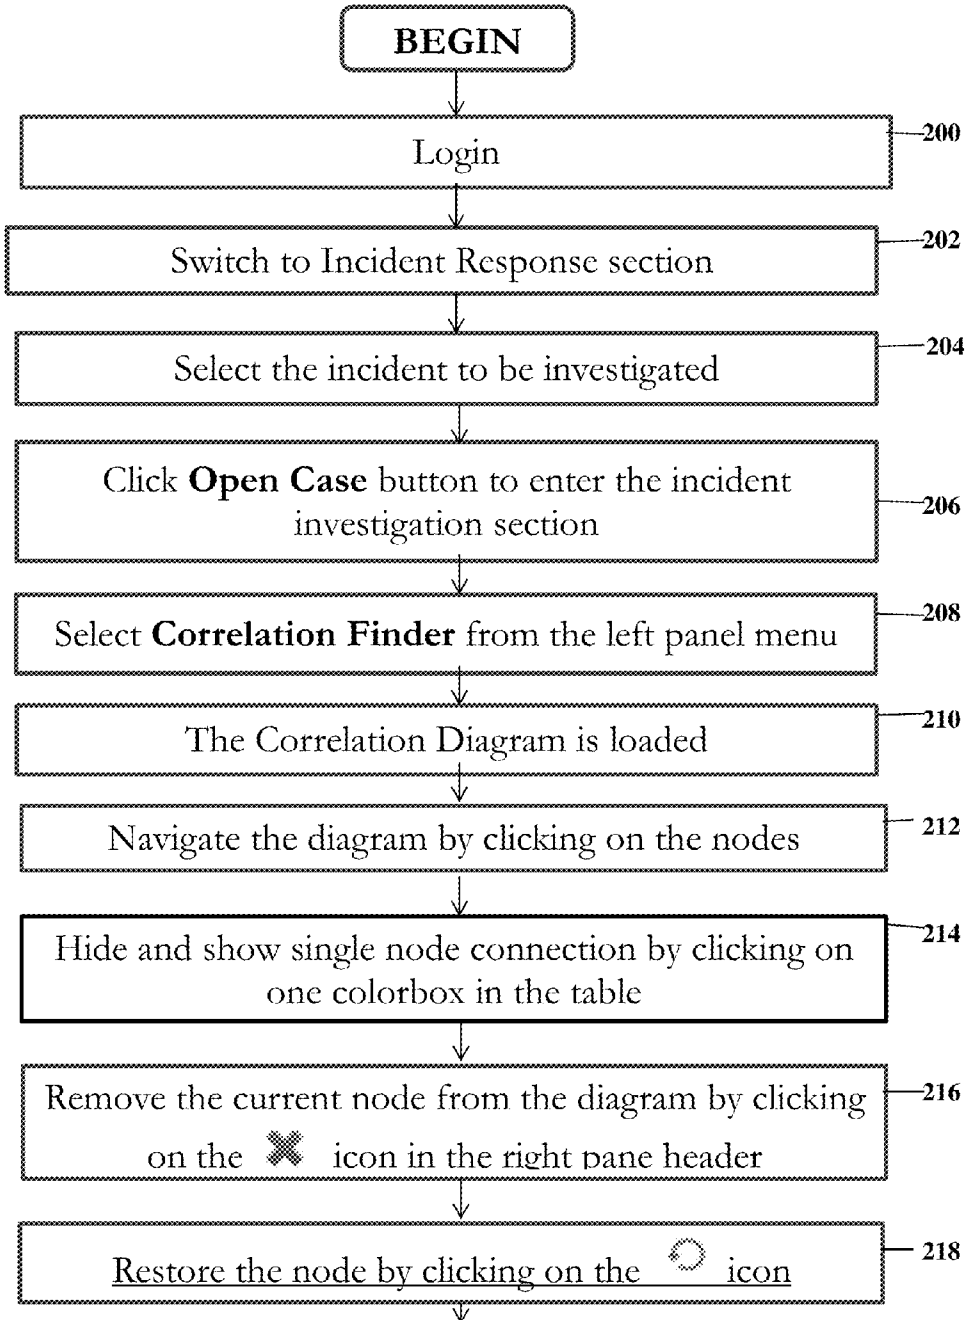 BEGIN
Login
200
Switch to Incident Response section
202
Select the incident to be investigated
204
Click Open Case button to enter the incident
investigation section
206
Select Correlation Finder from the left panel menu
208
The Correlation Diagram is loaded
210
Navigate the diagram by clicking on the nodes
212
Hide and show single node connection by clicking on
one colorbox in the table
214
Remove the current node from the diagram by clicking
on the icon in the right pane header
216
Restore the node by clicking on the icon
218